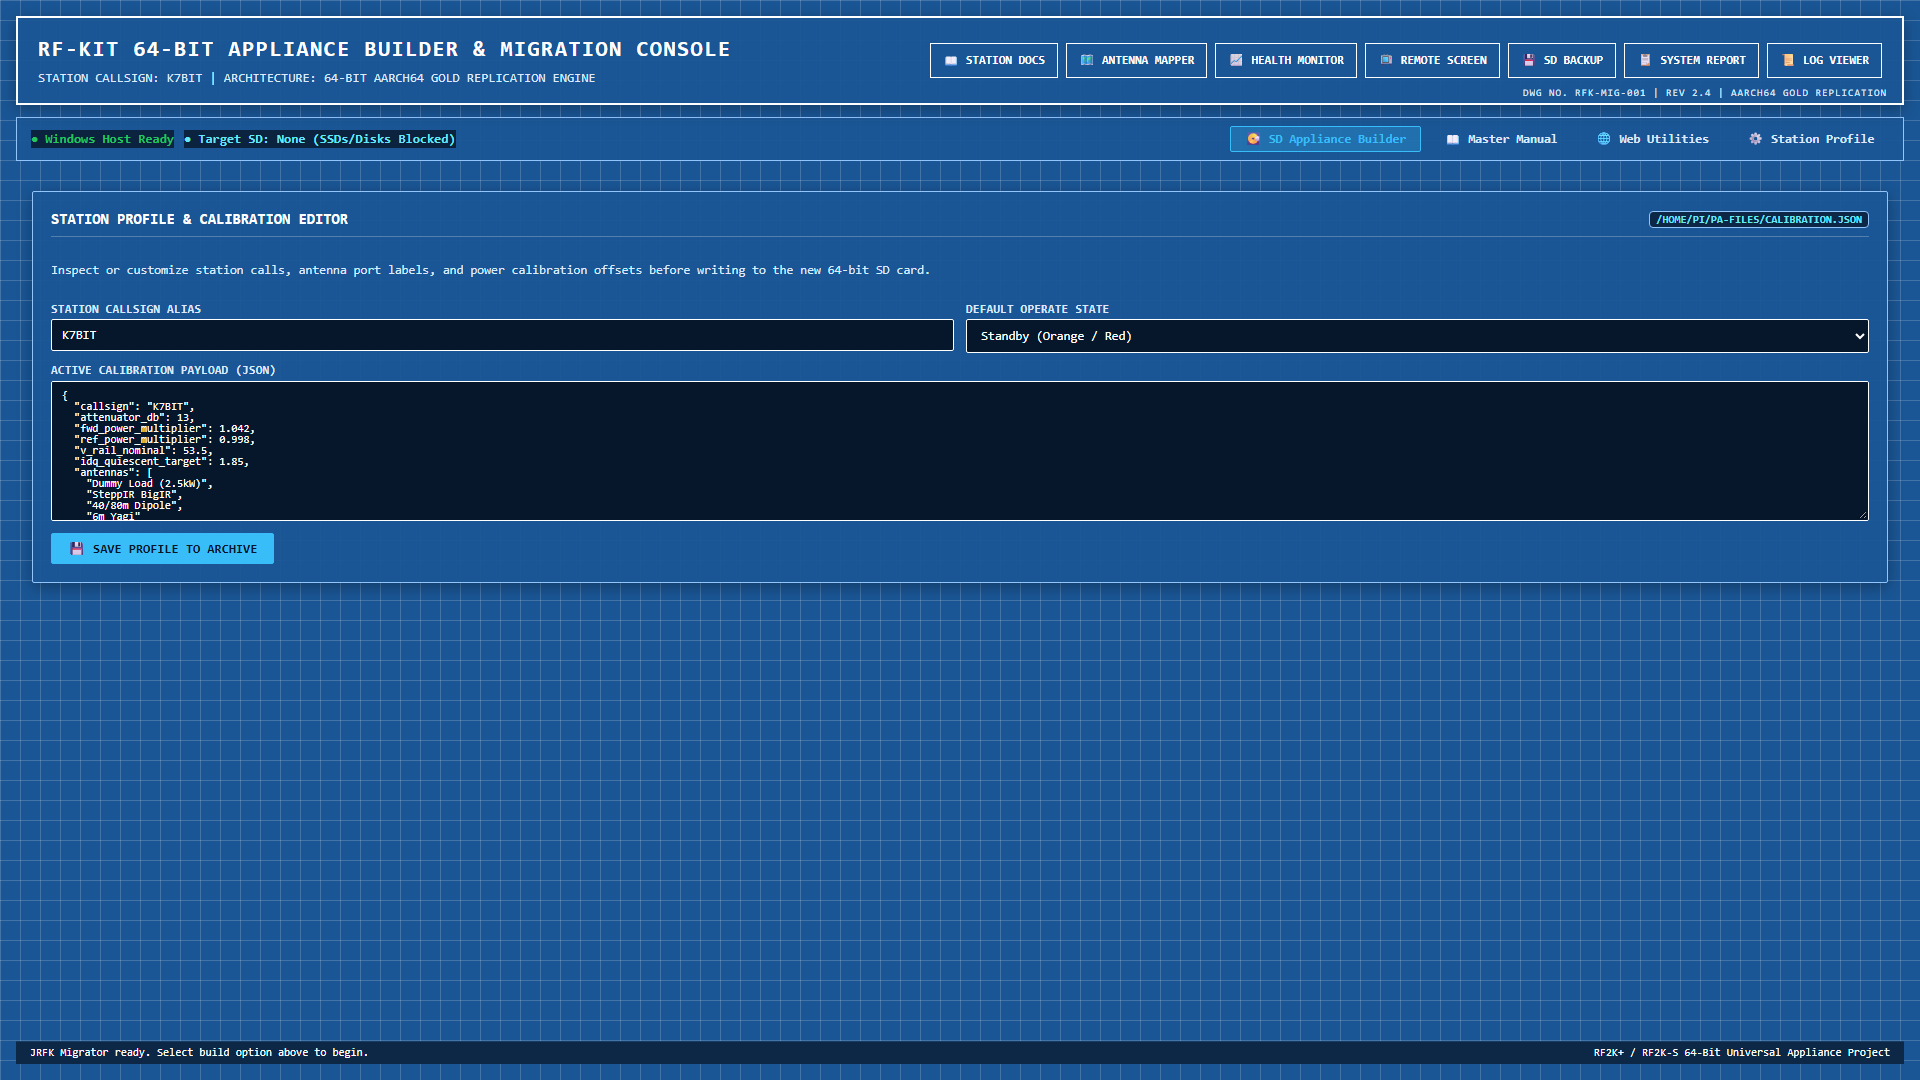 RF-KIT 64-BIT APPLIANCE BUILDER & MIGRATION CONSOLE
STATION CALLSIGN: K7BIT | ARCHITECTURE: 64-BIT AARCH64 GOLD REPLICATION ENGINE
STATION DOCS
ANTENNA MAPPER
HEALTH MONITOR
REMOTE SCREEN
SD BACKUP
SYSTEM REPORT
LOG VIEWER
DWG NO. RFK-MIG-001 | REV 2.4 | AARCH64 GOLD REPLICATION
● Windows Host Ready
● Target SD: None (SSDs/Disks Blocked)
SD Appliance Builder
Master Manual
Web Utilities
Station Profile
STATION PROFILE & CALIBRATION EDITOR
/HOME/PI/PA-FILES/CALIBRATION.JSON
Inspect or customize station calls, antenna port labels, and power calibration offsets before writing to the new 64-bit SD card.
STATION CALLSIGN ALIAS
K7BIT
DEFAULT OPERATE STATE
Standby (Orange / Red)
ACTIVE CALIBRATION PAYLOAD (JSON)
{
"callsign": "K7BIT",
"attenuator_db": 13,
"fwd_power_multiplier": 1.042,
"ref_power_multiplier": 0.998,
"v_rail_nominal": 53.5,
"idq_quiescent_target": 1.85,
"antennas": [
"Dummy Load (2.5kW)",
"SteppIR BigIR",
"40/80m Dipole",
"6m Yagi"
SAVE PROFILE TO ARCHIVE
JRFK Migrator ready. Select build option above to begin.
RF2K+ / RF2K-S 64-Bit Universal Appliance Project